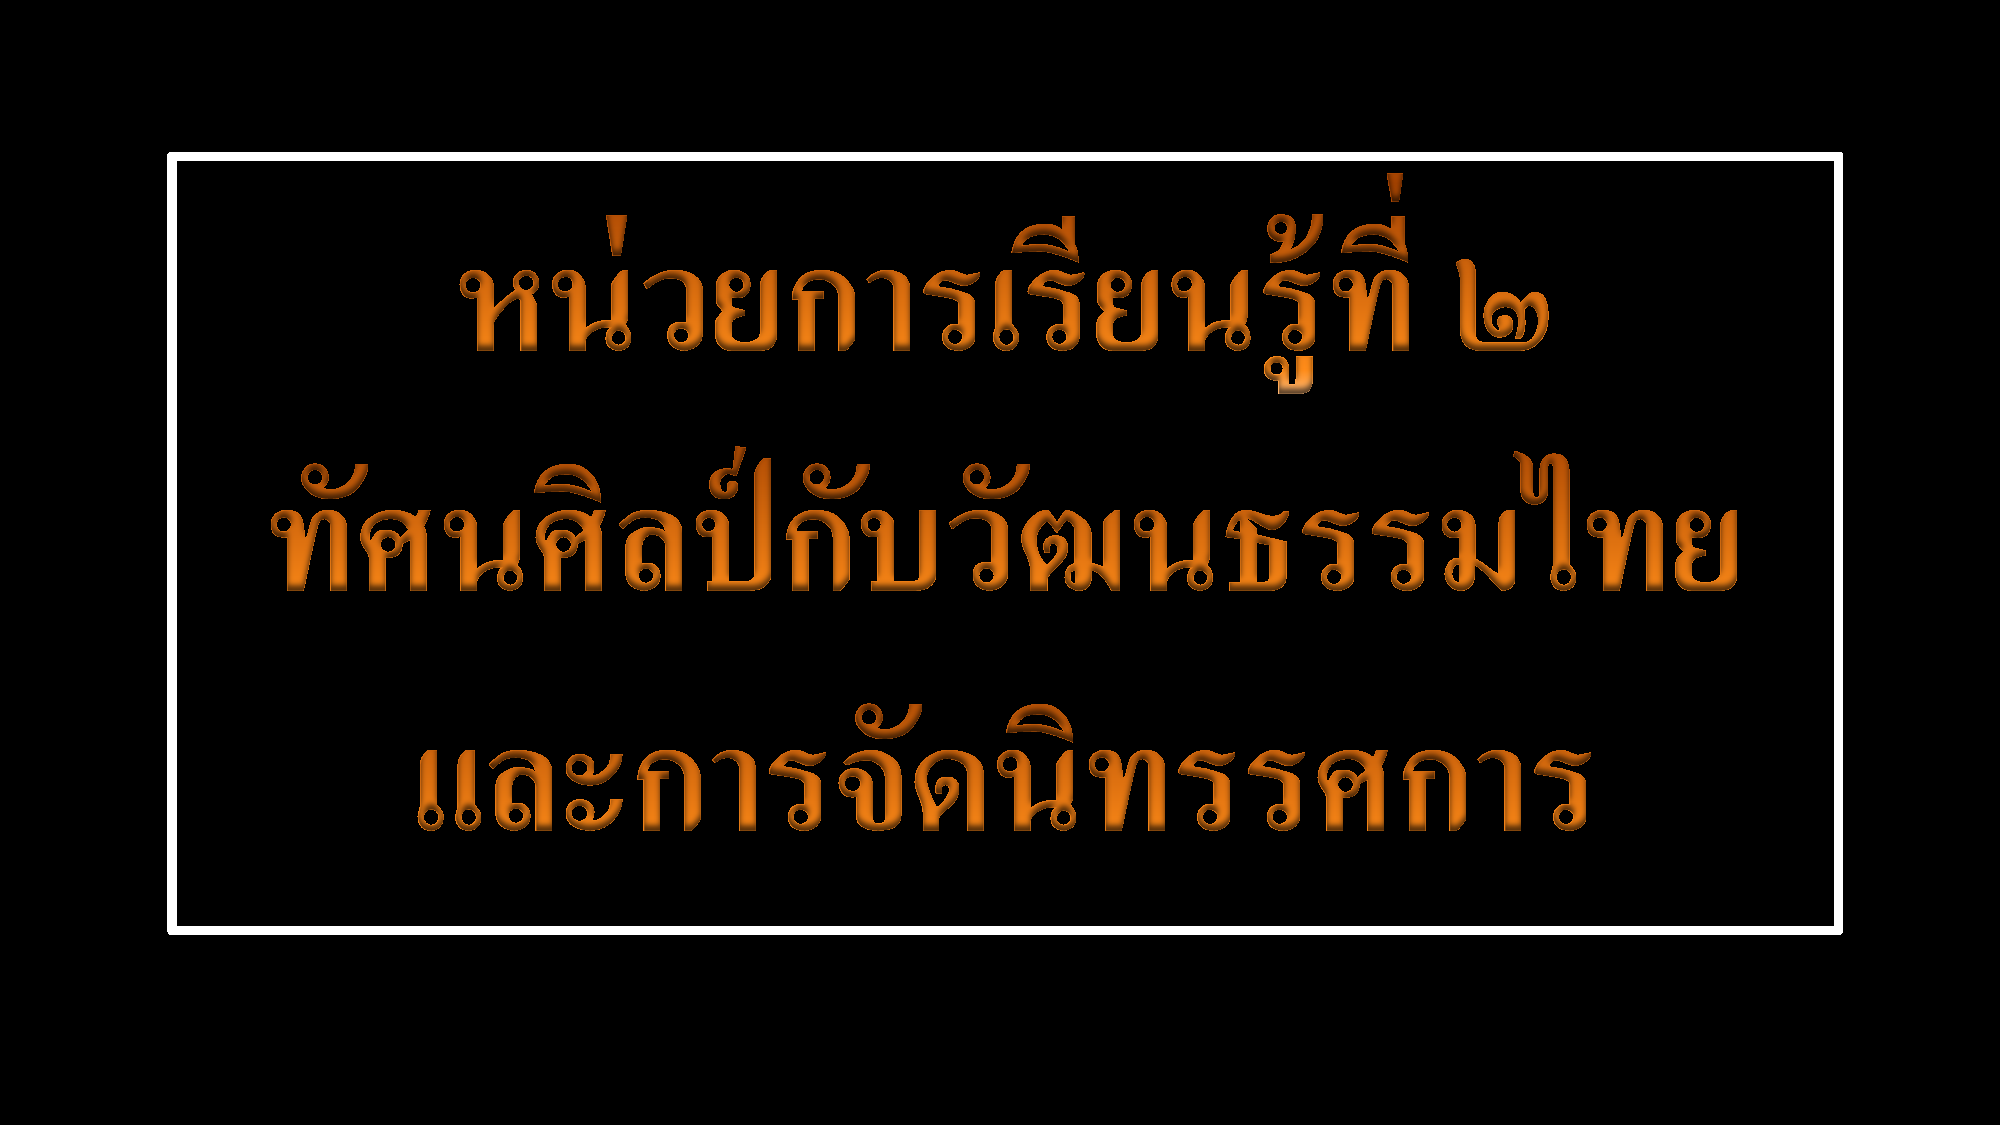 หน่วยการเรียนรู้ที่ ๒
ทัศนศิลป์กับวัฒนธรรมไทย
และการจัดนิทรรศการ